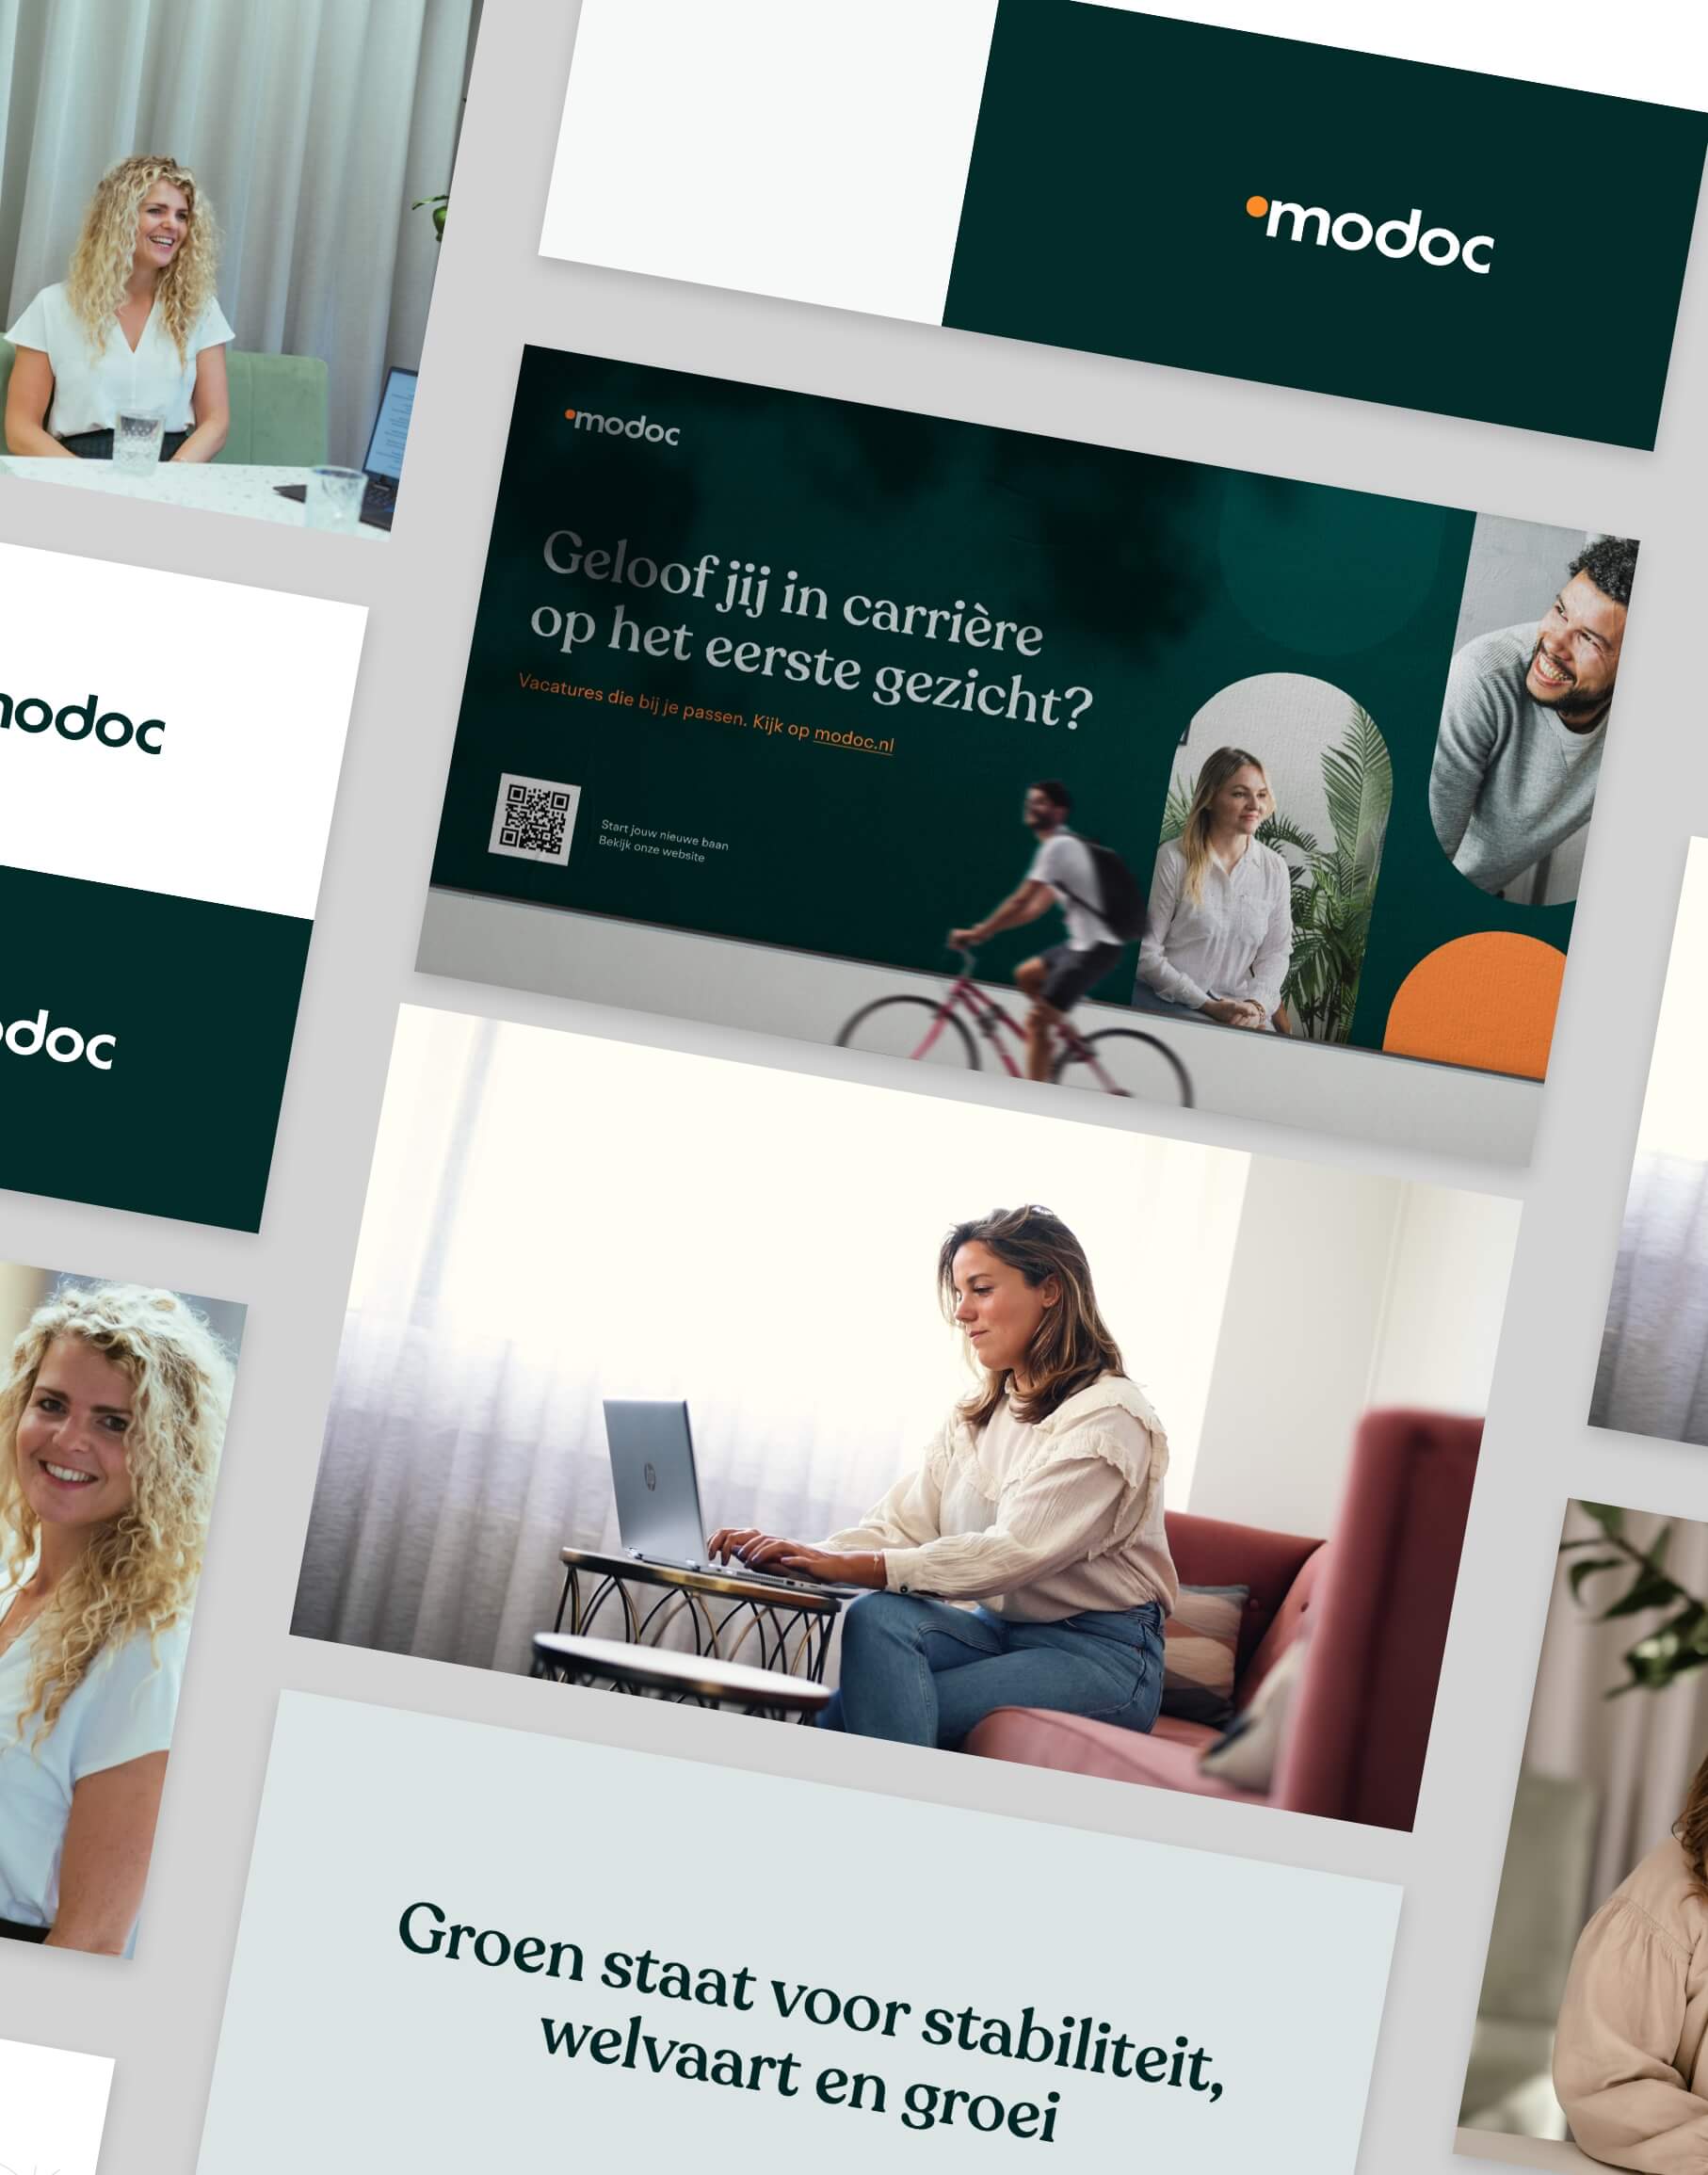 modoc
modoc
Geloof jij in carrière
op het eerste gezicht?
Vacatures die bij je passen. Kijk op modoc.nl
Start jouw nieuwe baan
Bekijk onze website
modoc
odoc
hp
Groen staat voor stabiliteit,
welvaart en groei